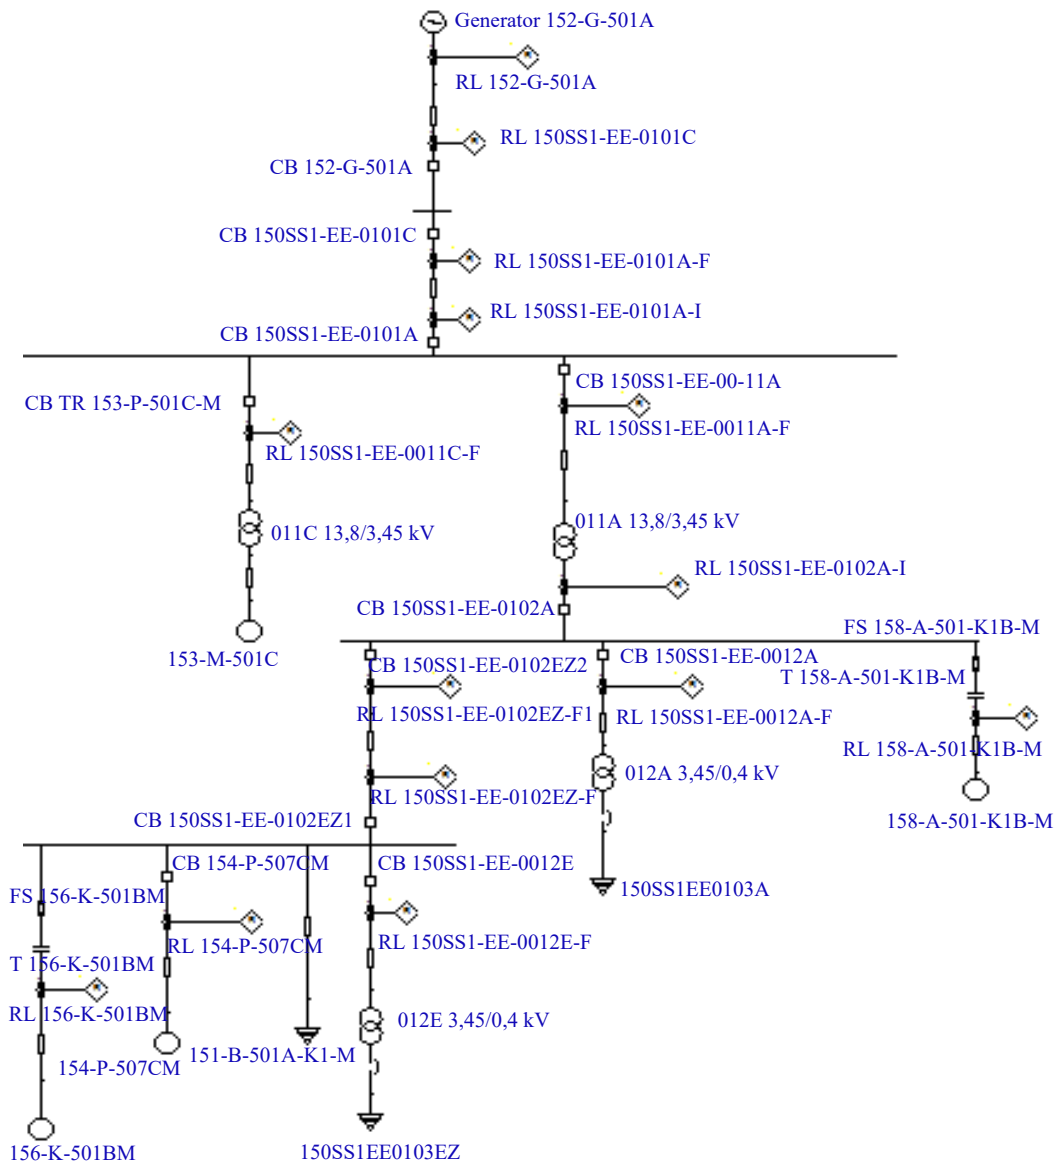 Generator 152-G-501A
RL 152-G-501A
RL 150SS1-EE-0101C
CB 152-G-501A
CB 150SS1-EE-0101C
RL 150SS1-EE-0101A-F
RL 150SS1-EE-0101A-I
CB 150SS1-EE-0101A
CB 150SS1-EE-00-11A
CB TR 153-P-501C-M
RL 150SS1-EE-0011A-F
RL 150SS1-EE-0011C-F
011A 13,8/3,45 kV
011C 13,8/3,45 kV
RL 150SS1-EE-0102A-I
CB 150SS1-EE-0102A
FS 158-A-501-K1B-M
153-M-501C
CB 150SS1-EE-0102EZ2
CB 150SS1-EE-0012A
T 158-A-501-K1B-M
RL 150SS1-EE-0102EZ-F1
RL 150SS1-EE-0012A-F
RL 158-A-501-K1B-M
012A 3,45/0,4 kV
RL 150SS1-EE-0102EZ-F
CB 150SS1-EE-0102EZ1
158-A-501-K1B-M
CB 154-P-507CM
CB 150SS1-EE-0012E
150SS1EE0103A
FS 156-K-501BM
RL 154-P-507CM
RL 150SS1-EE-0012E-F
T 156-K-501BM
RL 156-K-501BM
012E 3,45/0,4 kV
151-B-501A-K1-M
154-P-507CM
156-K-501BM
150SS1EE0103EZ